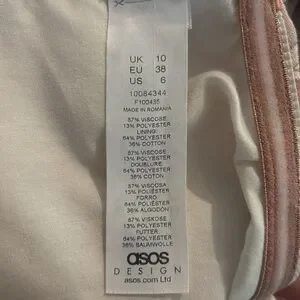 UK 10
EU 38
US 6
10084344
F100435
MADE IN ROMANIA
87% VISCOSE
13% POLYESTER
LINING:
64% POLYESTER
36% COTTON
87% VISCOSE
13% POLYESTER
DOUBLURE
64% POLYESTER
36% COTON
87% VISCOSA
13% POLIÉSTER
FORRO
64% POLIÉSTER
36% ALGODÓN
87% VISKOSE
13% POLYESTER
FUTTER
64% POLYESTER
36% BAUMWOLLE
asos
DESIGN
asos.com Ltd